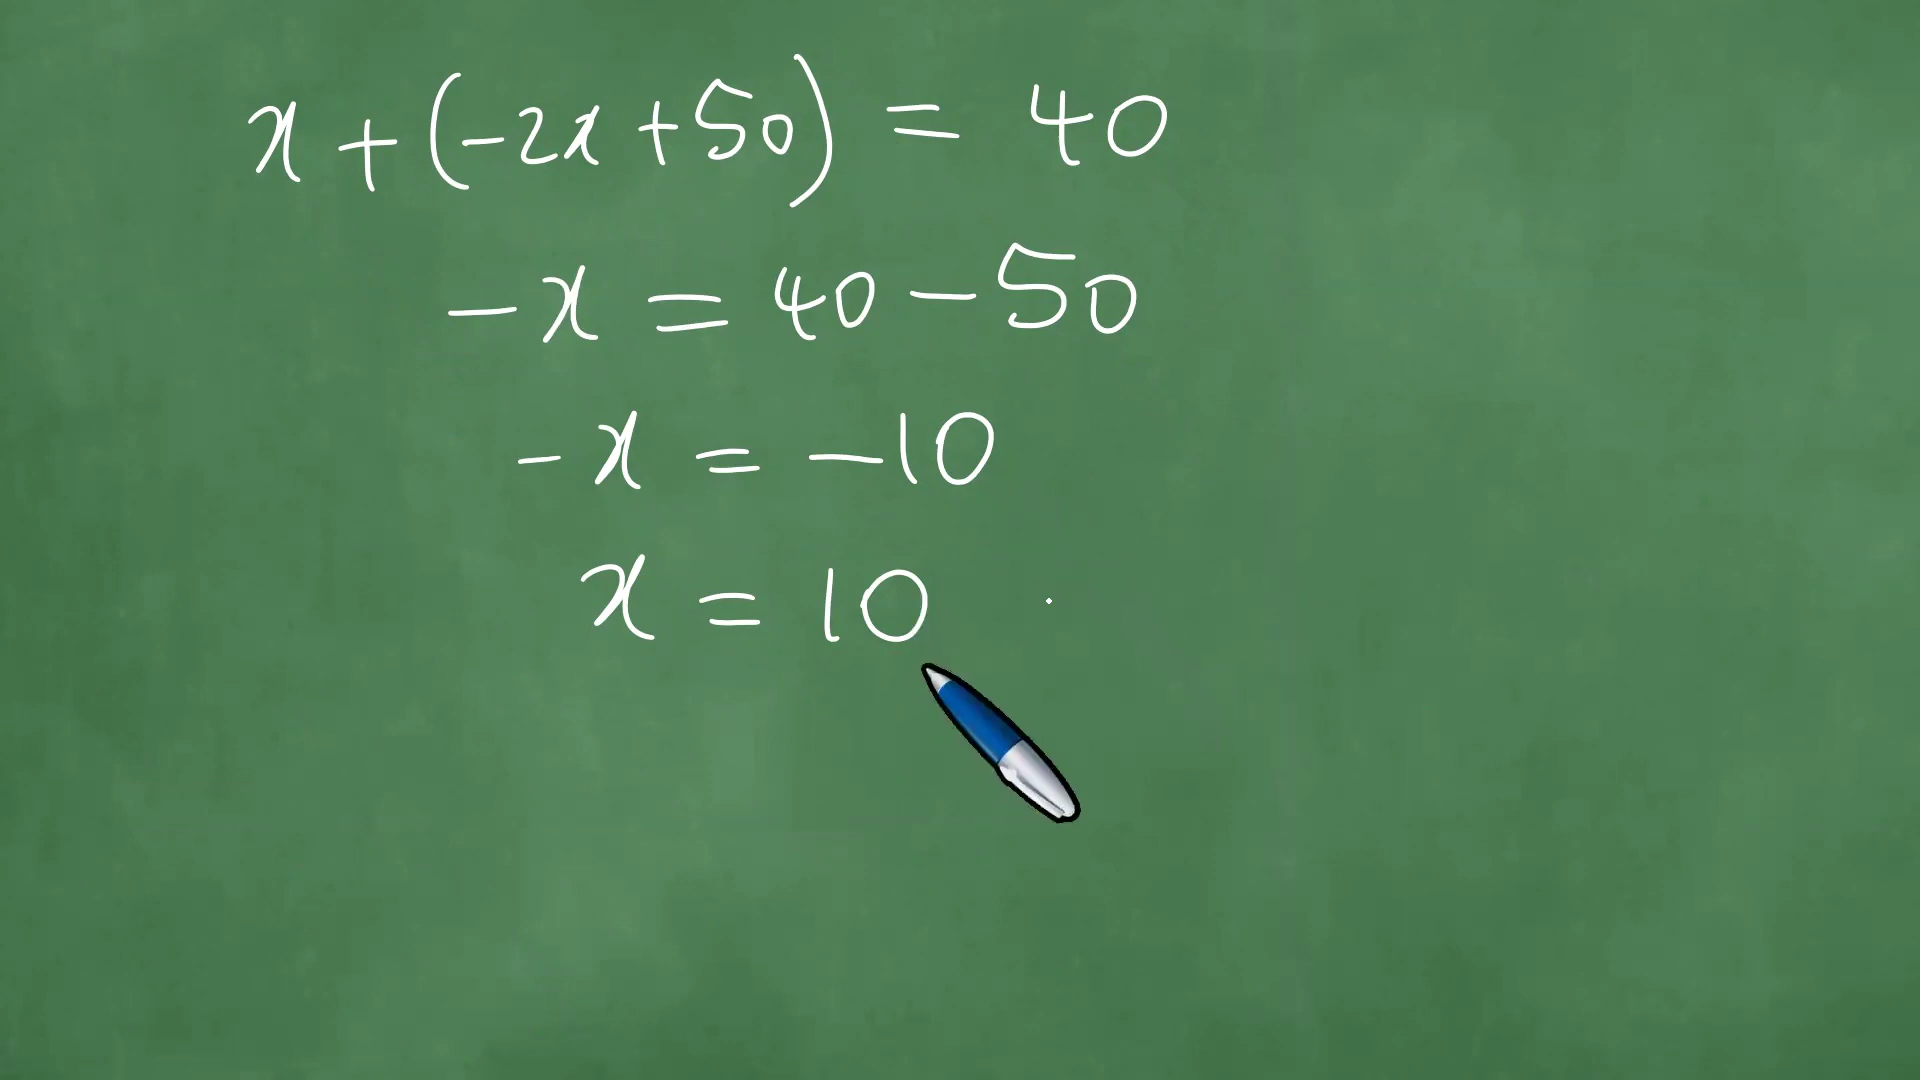 x + (-2x + 50) = 40
-x = 40 - 50
-x = -10
x = 10